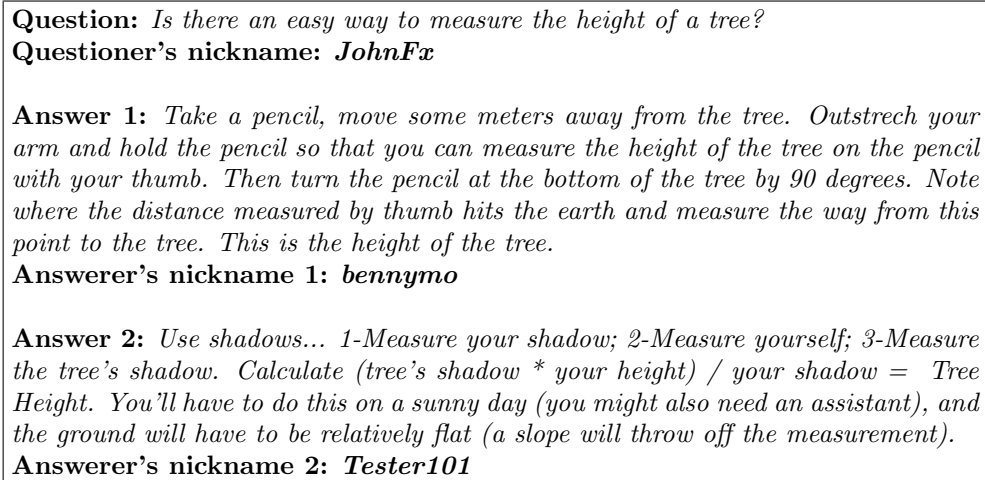 Question: Is there an easy way to measure the height of a tree?
Questioner's nickname: JohnFx
Answer 1: Take a pencil, move some meters away from the tree. Outstrech your
arm and hold the pencil so that you can measure the height of the tree on the pencil
with your thumb. Then turn the pencil at the bottom of the tree by 90 degrees. Note
where the distance measured by thumb hits the earth and measure the way from this
point to the tree. This is the height of the tree.
Answerer's nickname 1: bennymo
Answer 2: Use shadows... 1-Measure your shadow; 2-Measure yourself; 3-Measure
the tree's shadow. Calculate (tree's shadow * your height) / your shadow = Tree
Height. You'll have to do this on a sunny day (you might also need an assistant), and
the ground will have to be relatively flat (a slope will throw off the measurement).
Answerer's nickname 2: Tester101